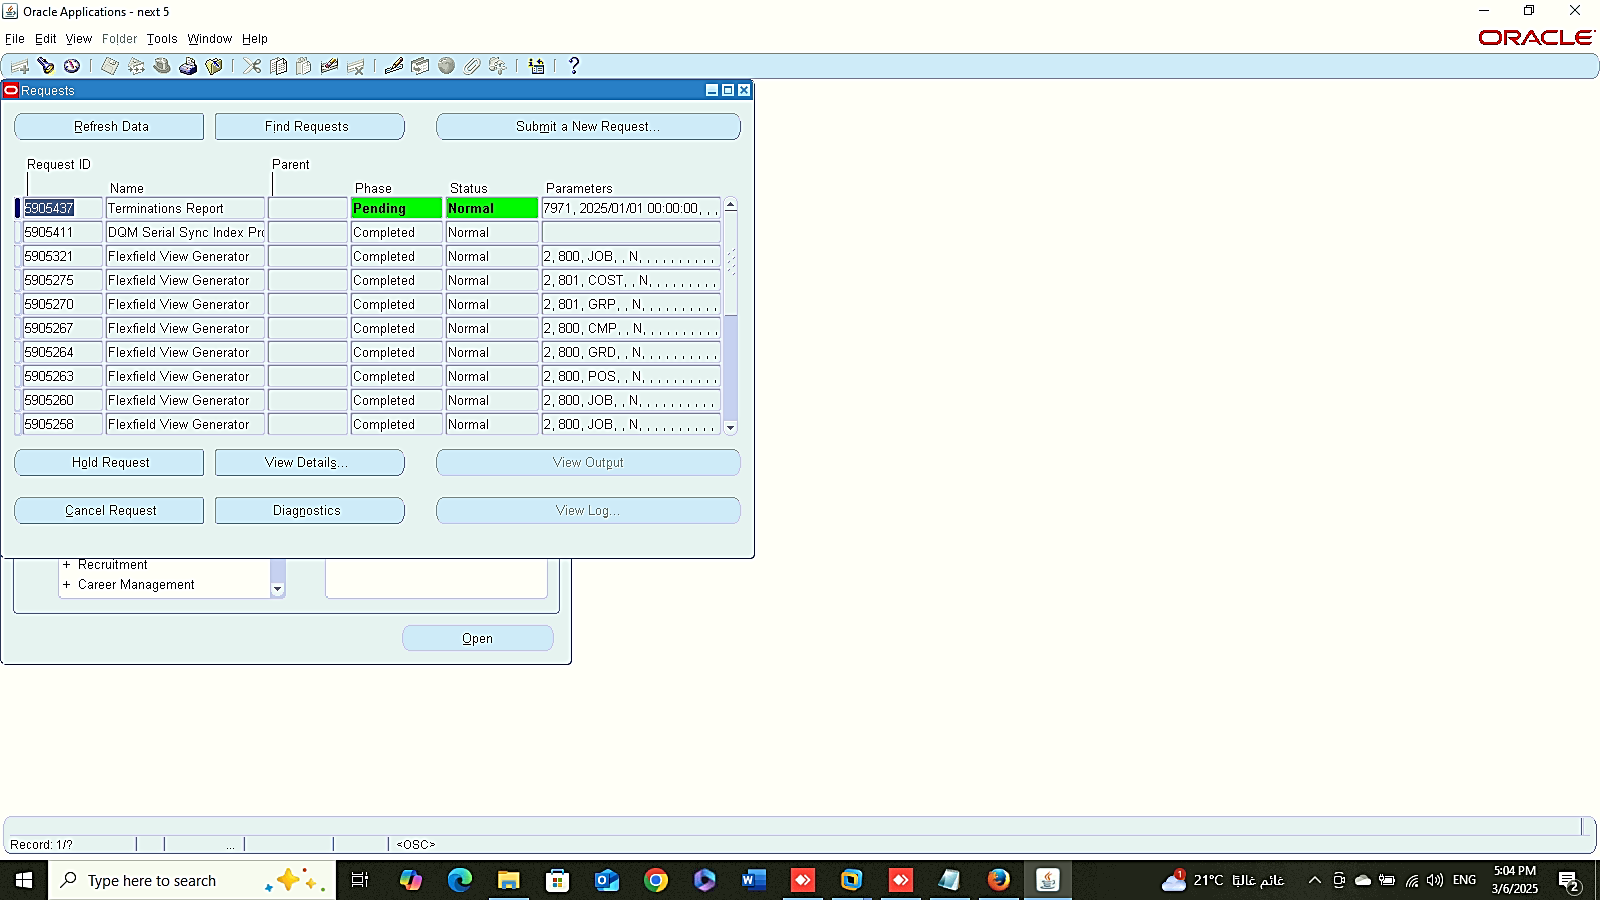 Oracle Applications - next 5
File Edit View Folder Tools Window Help
ORACLE
Requests
Refresh Data Find Requests Submit a New Request...
Request ID Parent
Name Phase Status Parameters
5905437 Terminations Report Pending Normal 7971, 2025/01/01 00:00:00, , ,
5905411 DQM Serial Sync Index Pro Completed Normal
5905321 Flexfield View Generator Completed Normal 2, 800, JOB, , N, , , , , , , , , ,
5905275 Flexfield View Generator Completed Normal 2, 801, COST, , N, , , , , , , , ,
5905270 Flexfield View Generator Completed Normal 2, 801, GRP, , N, , , , , , , , , ,
5905267 Flexfield View Generator Completed Normal 2, 800, CMP, , N, , , , , , , , , ,
5905264 Flexfield View Generator Completed Normal 2, 800, GRD, , N, , , , , , , , , ,
5905263 Flexfield View Generator Completed Normal 2, 800, POS, , N, , , , , , , , , ,
5905260 Flexfield View Generator Completed Normal 2, 800, JOB, , N, , , , , , , , , ,
5905258 Flexfield View Generator Completed Normal 2, 800, JOB, , N, , , , , , , , , ,
Hold Request View Details... View Output
Cancel Request Diagnostics View Log...
+ Recruitment
+ Career Management
Open
Record: 1/? ... <OSC>
Type here to search 1 21°C غائم غالبًا ENG 5:04 PM
3/6/2025 2